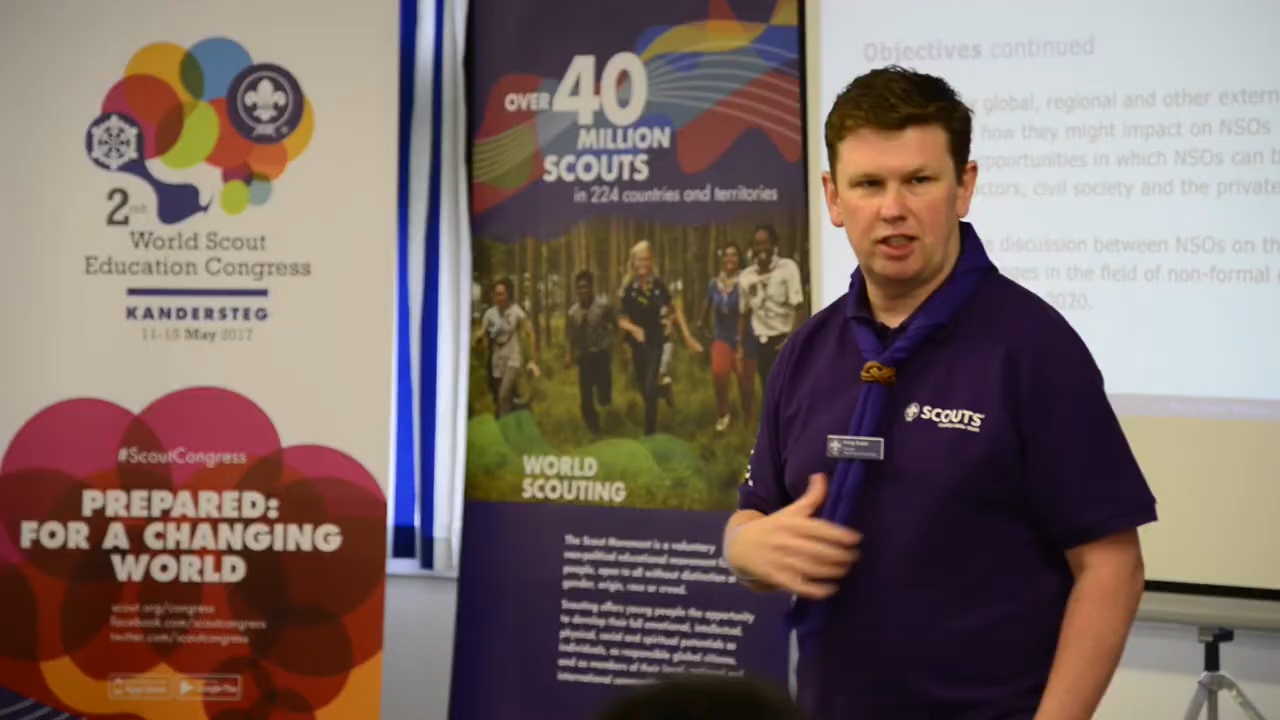 2nd
World Scout
Education Congress
KANDERSTEG
11-15 May 2017
#ScoutCongress
PREPARED:
FOR A CHANGING
WORLD
scout.org/congress
facebook.com/scoutcongress
twitter.com/scoutcongress
Google Play
OVER 40
MILLION
SCOUTS
in 224 countries and territories
WORLD
SCOUTING
The Scout Movement is a voluntary
non-political educational movement
people, open to all without distinction
gender, origin, race or creed.
Scouting offers young people the opportunity
to develop their full emotional, intellectual,
physical, social and spiritual potentials as
individuals, as responsible global citizens,
and as members of their local, national and
international
Objectives continued
global, regional and other extern
how they might impact on NSOs
opportunities in which NSOs can b
ctors, civil society and the private
discussion between NSOs on th
ges in the field of non-formal
2020.
SCOUTS